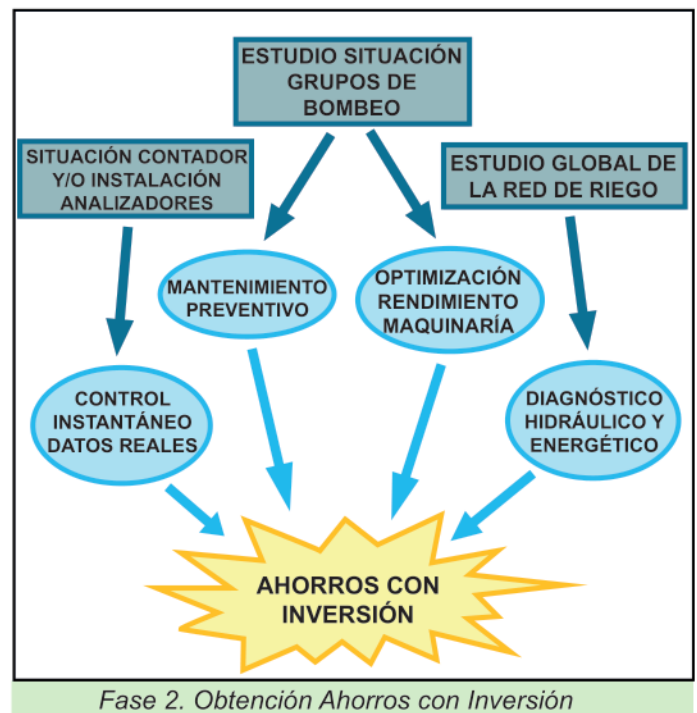 ESTUDIO SITUACIÓN
GRUPOS DE
BOMBEO
SITUACIÓN CONTADOR
Y/O INSTALACIÓN
ANALIZADORES
ESTUDIO GLOBAL DE
LA RED DE RIEGO
MANTENIMIENTO
PREVENTIVO
OPTIMIZACIÓN
RENDIMIENTO
MAQUINARÍA
CONTROL
INSTANTÁNEO
DATOS REALES
DIAGNÓSTICO
HIDRÁULICO Y
ENERGÉTICO
AHORROS CON
INVERSIÓN
Fase 2. Obtención Ahorros con Inversión